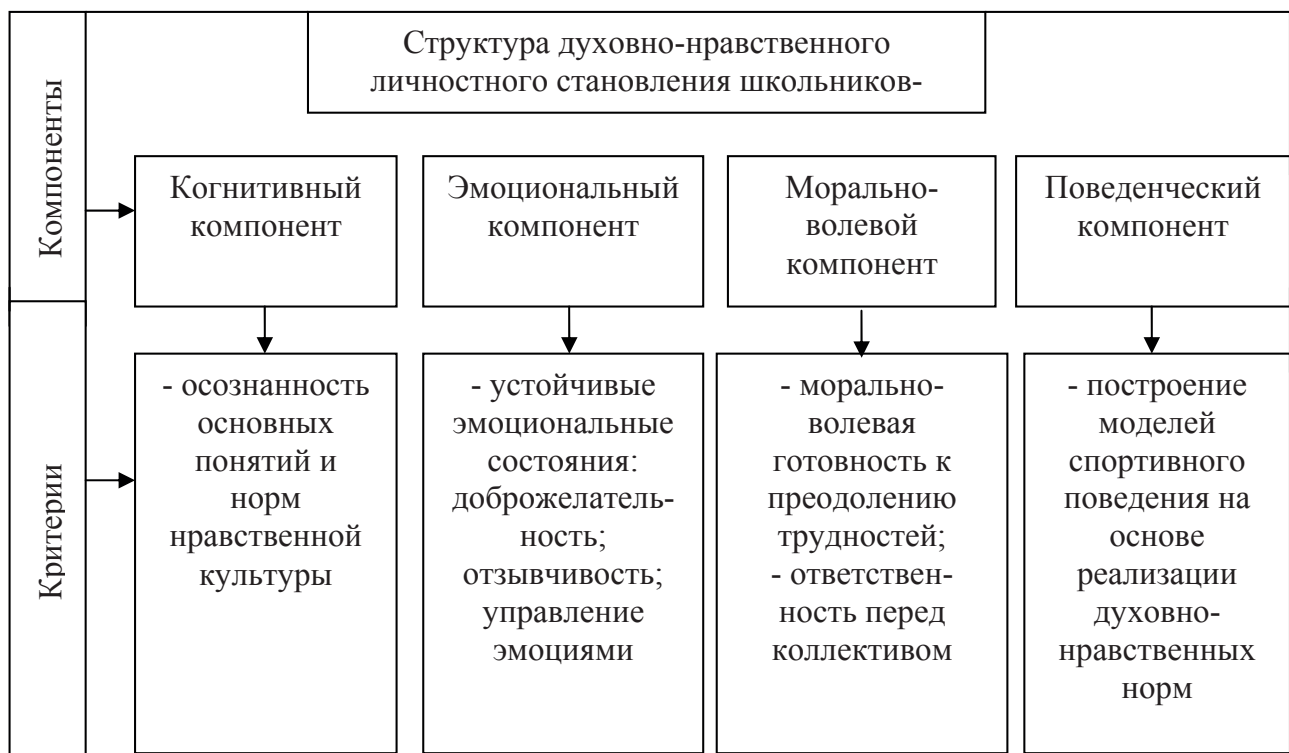 Структура духовно-нравственного
личностного становления школьников-
Компоненты
Когнитивный
компонент
Эмоциональный
компонент
Морально-
волевой
компонент
Поведенческий
компонент
Критерии
- осознанность
основных
понятий и
норм
нравственной
культуры
- устойчивые
эмоциональные
состояния:
доброжелатель-
ность;
отзывчивость;
управление
эмоциями
- морально-
волевая
готовность к
преодолению
трудностей;
- ответствен-
ность перед
коллективом
- построение
моделей
спортивного
поведения на
основе
реализации
духовно-
нравственных
норм